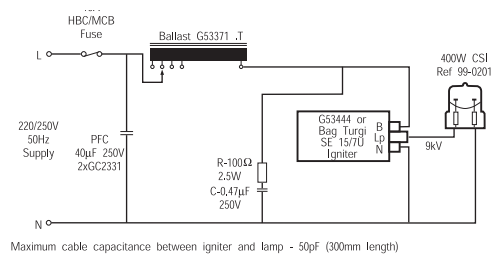 HBC/MCB
Fuse
Ballast G53371 .T
L
400W CSI
Ref 99-0201
G53444 or
Bag Turgi
SE 15/7U
Igniter
B
Lp
N
9kV
220/250V
50Hz
Supply
PFC
40µF 250V
2xGC2331
R-100Ω
2.5W
C-0.47µF
250V
N
Maximum cable capacitance between igniter and lamp - 50pF (300mm length)